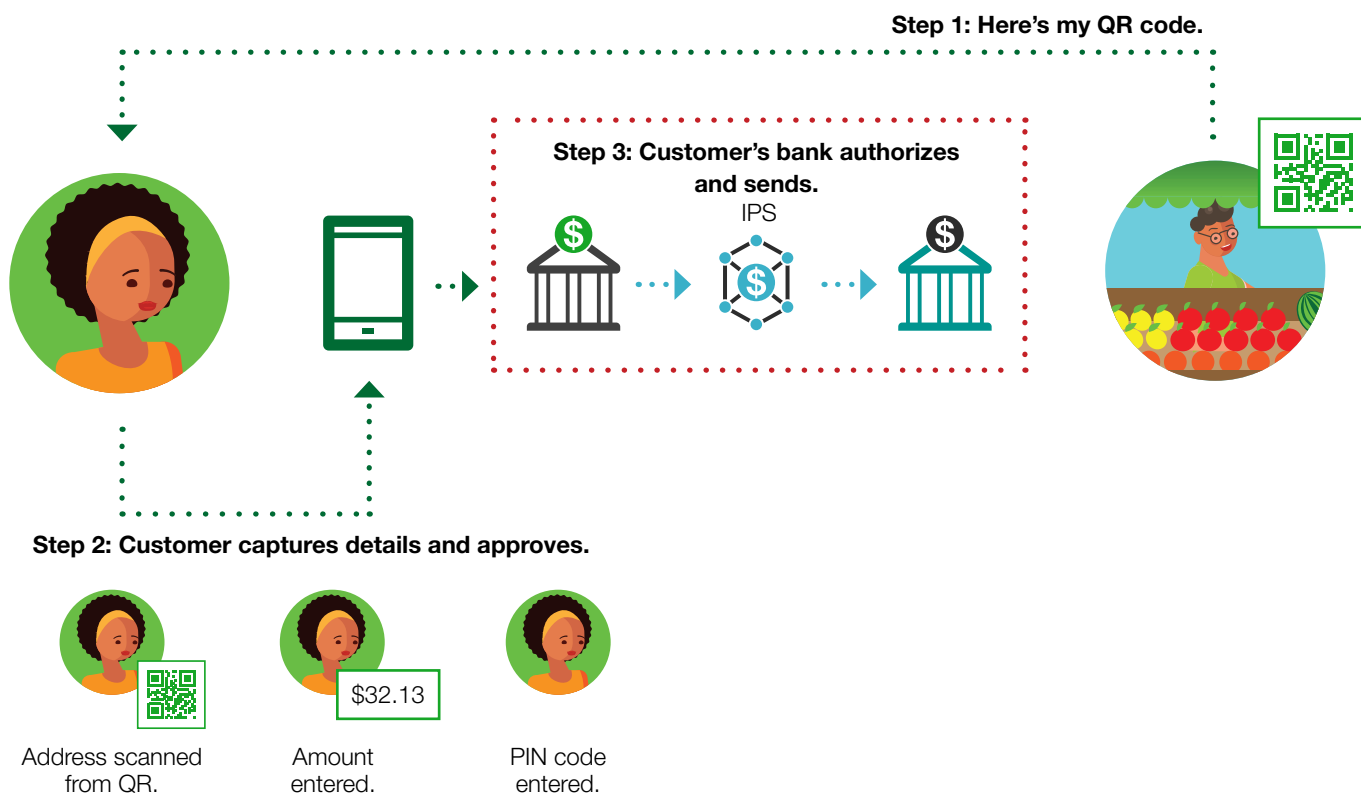 Step 1: Here's my QR code.
Step 3: Customer's bank authorizes
and sends.
IPS
$
$
$
Step 2: Customer captures details and approves.
$32.13
Address scanned
from QR.
Amount
entered.
PIN code
entered.